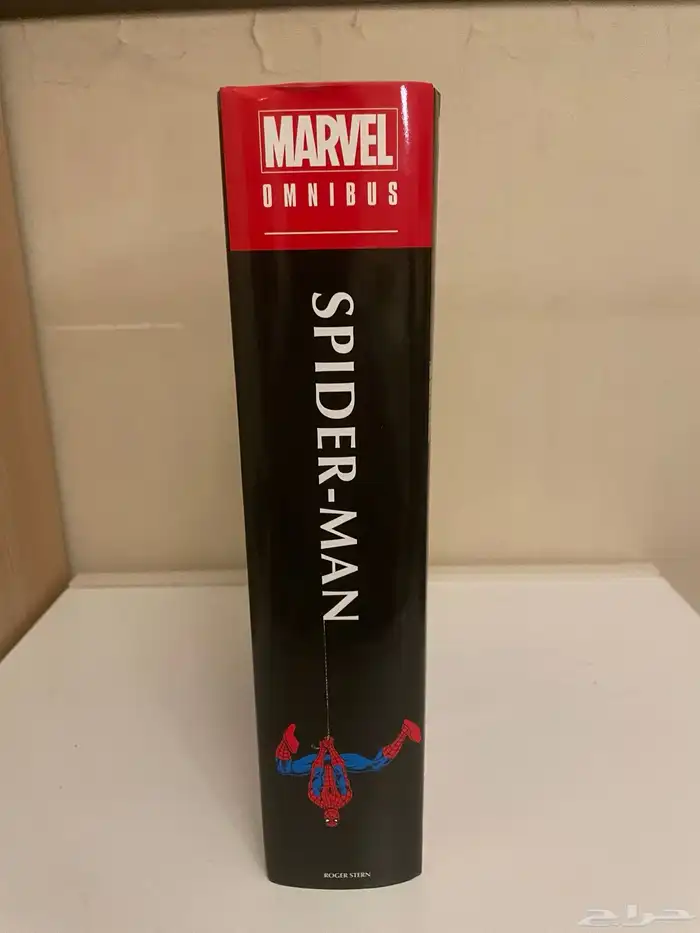 MARVEL
OMNIBUS
SPIDER-MAN
ROGER STERN
حراج